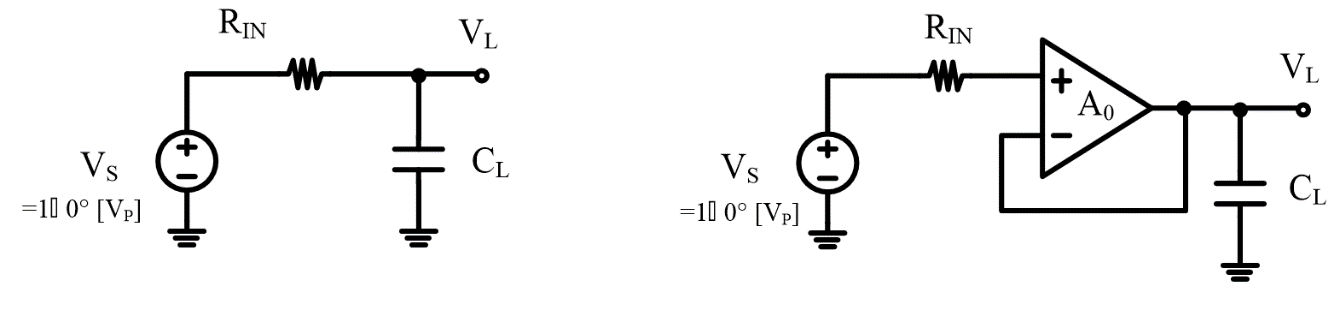 R_IN
V_L
+
−
V_S
=1▯ 0° [V_P]
C_L
R_IN
V_L
+
A_0
−
+
−
V_S
=1▯ 0° [V_P]
C_L